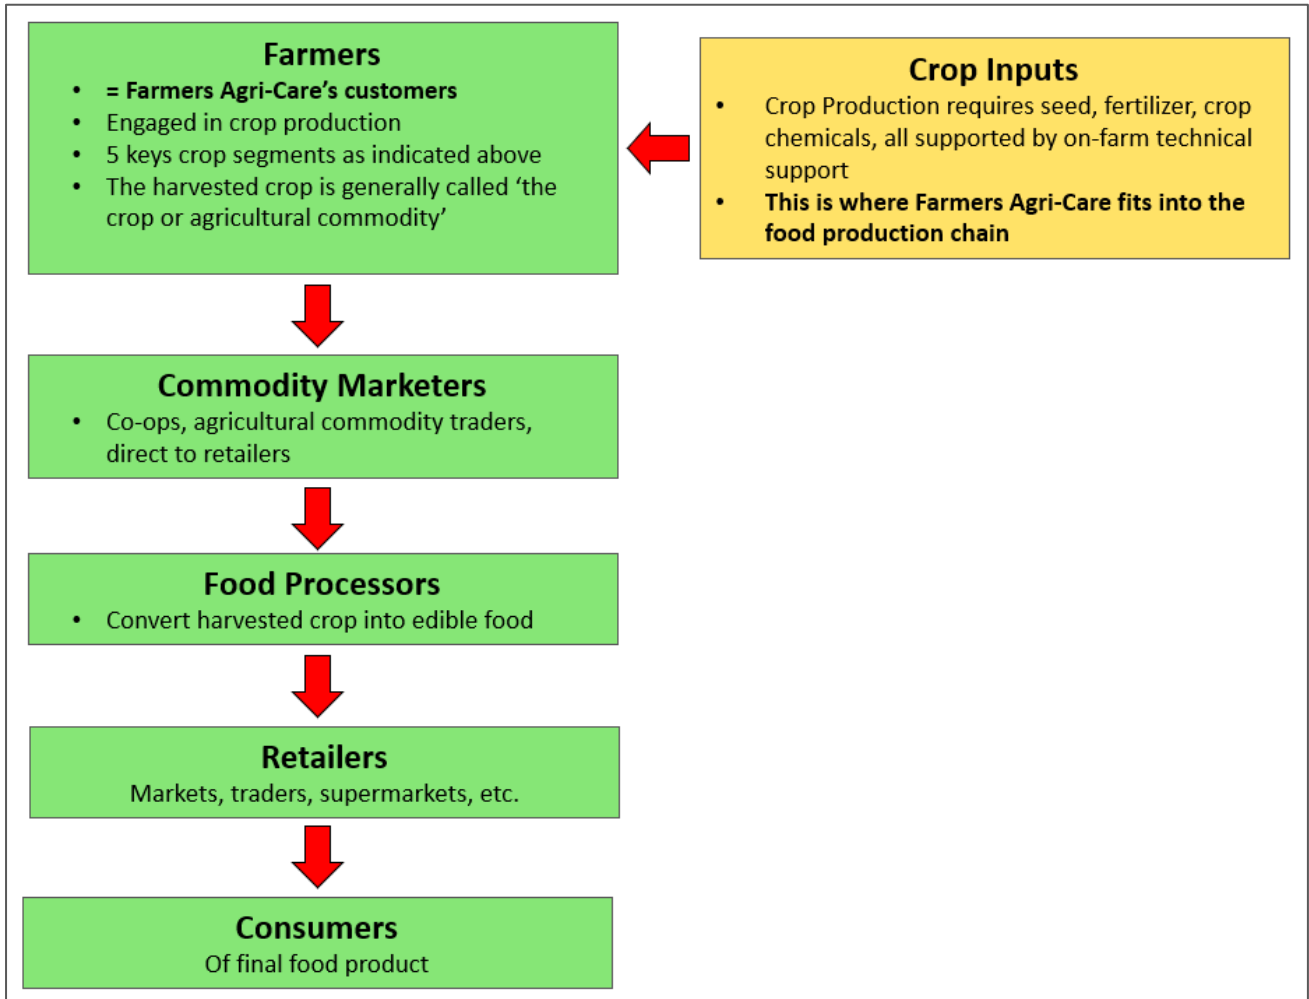 Farmers
• = Farmers Agri-Care’s customers
• Engaged in crop production
• 5 keys crop segments as indicated above
• The harvested crop is generally called ‘the
crop or agricultural commodity’
Crop Inputs
• Crop Production requires seed, fertilizer, crop
chemicals, all supported by on-farm technical
support
• This is where Farmers Agri-Care fits into the
food production chain
Commodity Marketers
• Co-ops, agricultural commodity traders,
direct to retailers
Food Processors
• Convert harvested crop into edible food
Retailers
Markets, traders, supermarkets, etc.
Consumers
Of final food product